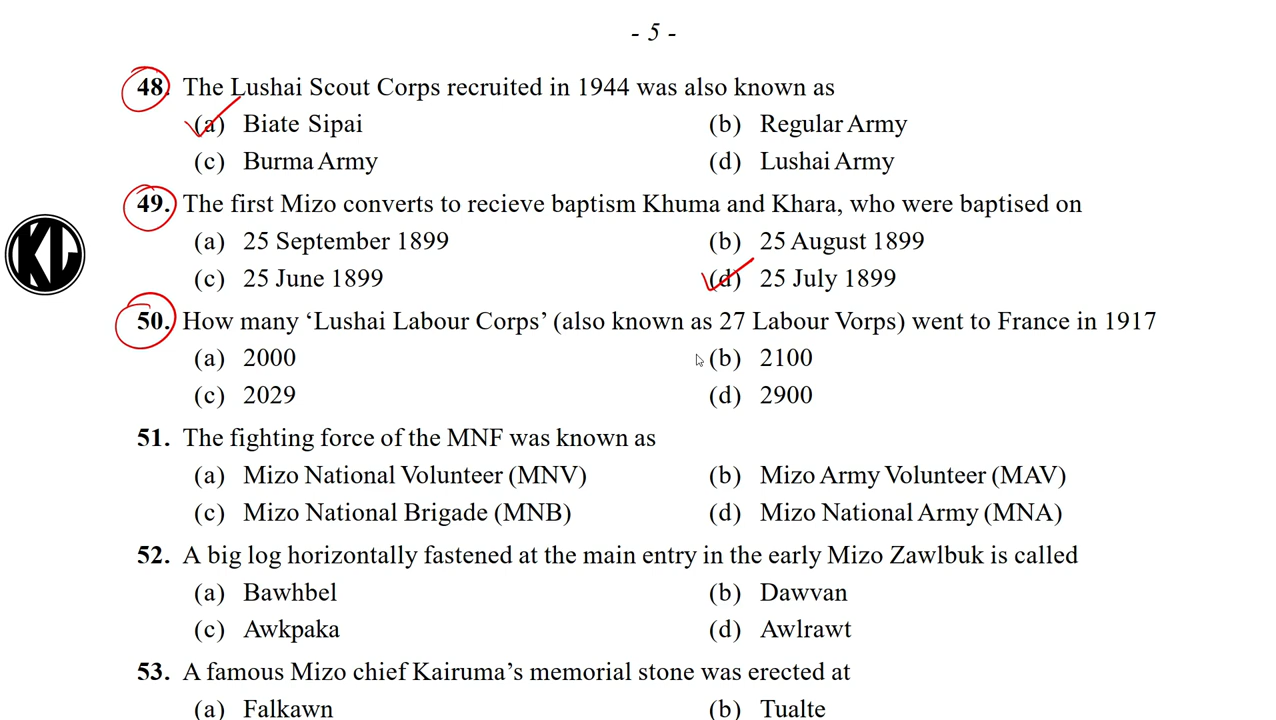 - 5 -
48. The Lushai Scout Corps recruited in 1944 was also known as
(a) Biate Sipai (b) Regular Army
(c) Burma Army (d) Lushai Army
49. The first Mizo converts to recieve baptism Khuma and Khara, who were baptised on
(a) 25 September 1899 (b) 25 August 1899
(c) 25 June 1899 (d) 25 July 1899
KL
50. How many ‘Lushai Labour Corps’ (also known as 27 Labour Vorps) went to France in 1917
(a) 2000 (b) 2100
(c) 2029 (d) 2900
51. The fighting force of the MNF was known as
(a) Mizo National Volunteer (MNV) (b) Mizo Army Volunteer (MAV)
(c) Mizo National Brigade (MNB) (d) Mizo National Army (MNA)
52. A big log horizontally fastened at the main entry in the early Mizo Zawlbuk is called
(a) Bawhbel (b) Dawvan
(c) Awkpaka (d) Awlrawt
53. A famous Mizo chief Kairuma’s memorial stone was erected at
(a) Falkawn (b) Tualte